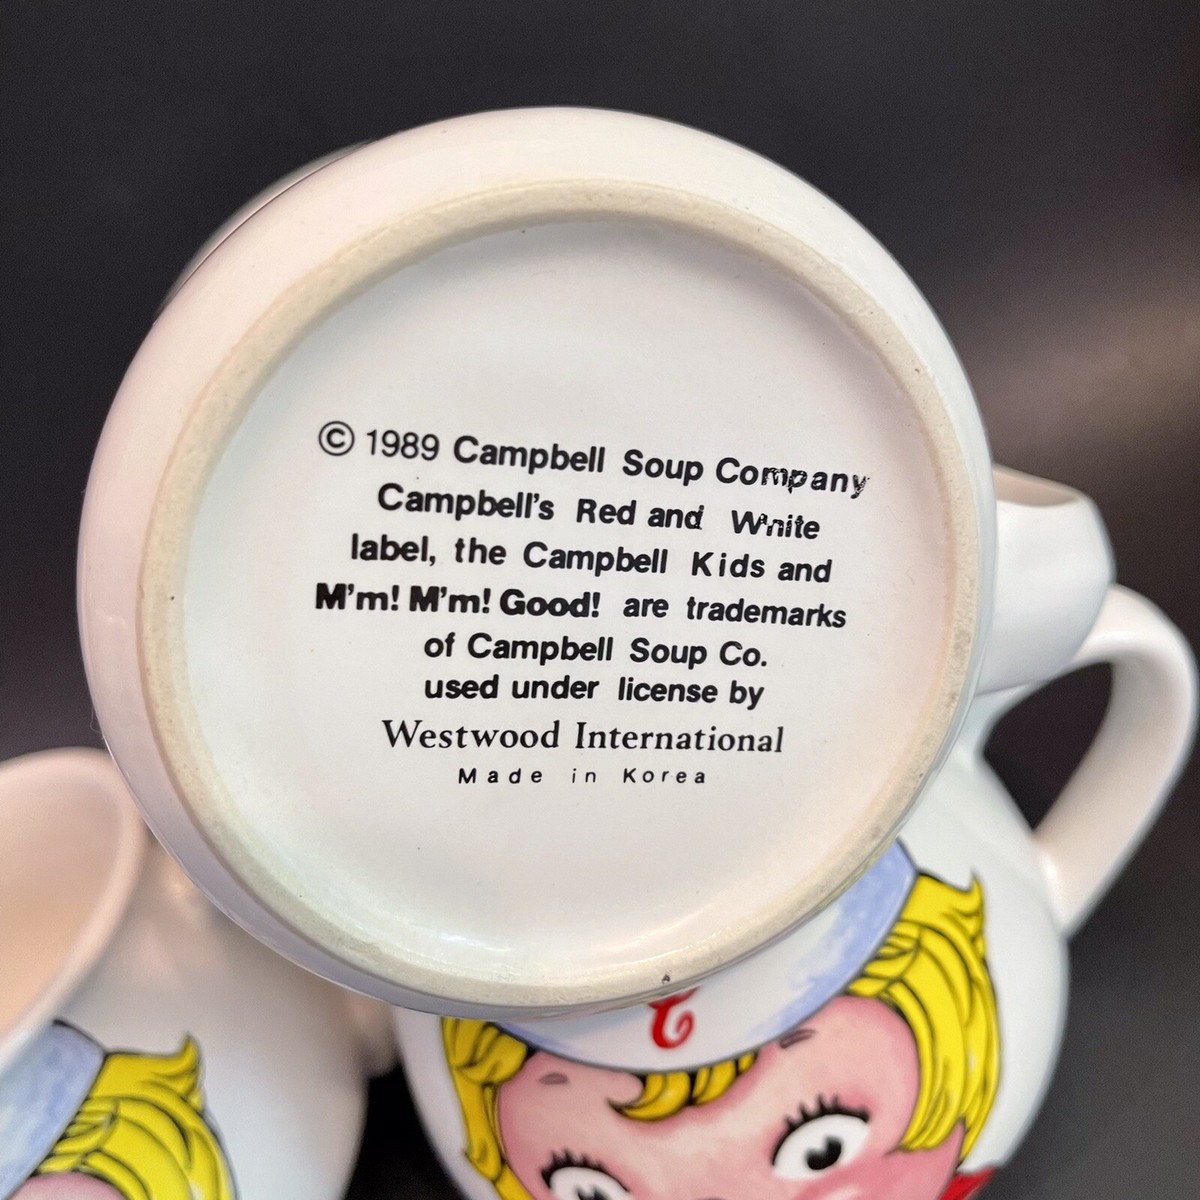 © 1989 Campbell Soup Company
Campbell's Red and White
label, the Campbell Kids and
M'm! M'm! Good! are trademarks
of Campbell Soup Co.
used under license by
Westwood International
Made in Korea
C